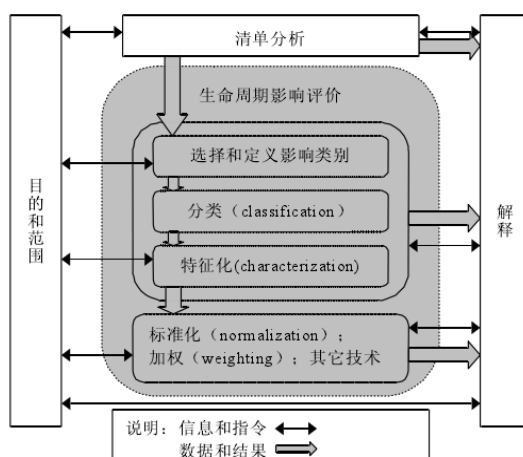 清单分析
生命周期影响评价
选择和定义影响类别
分类（classification）
特征化(characterization)
标准化（normalization）；
加权（weighting）；其它技术
目的和范围
解释
说明：信息和指令
数据和结果